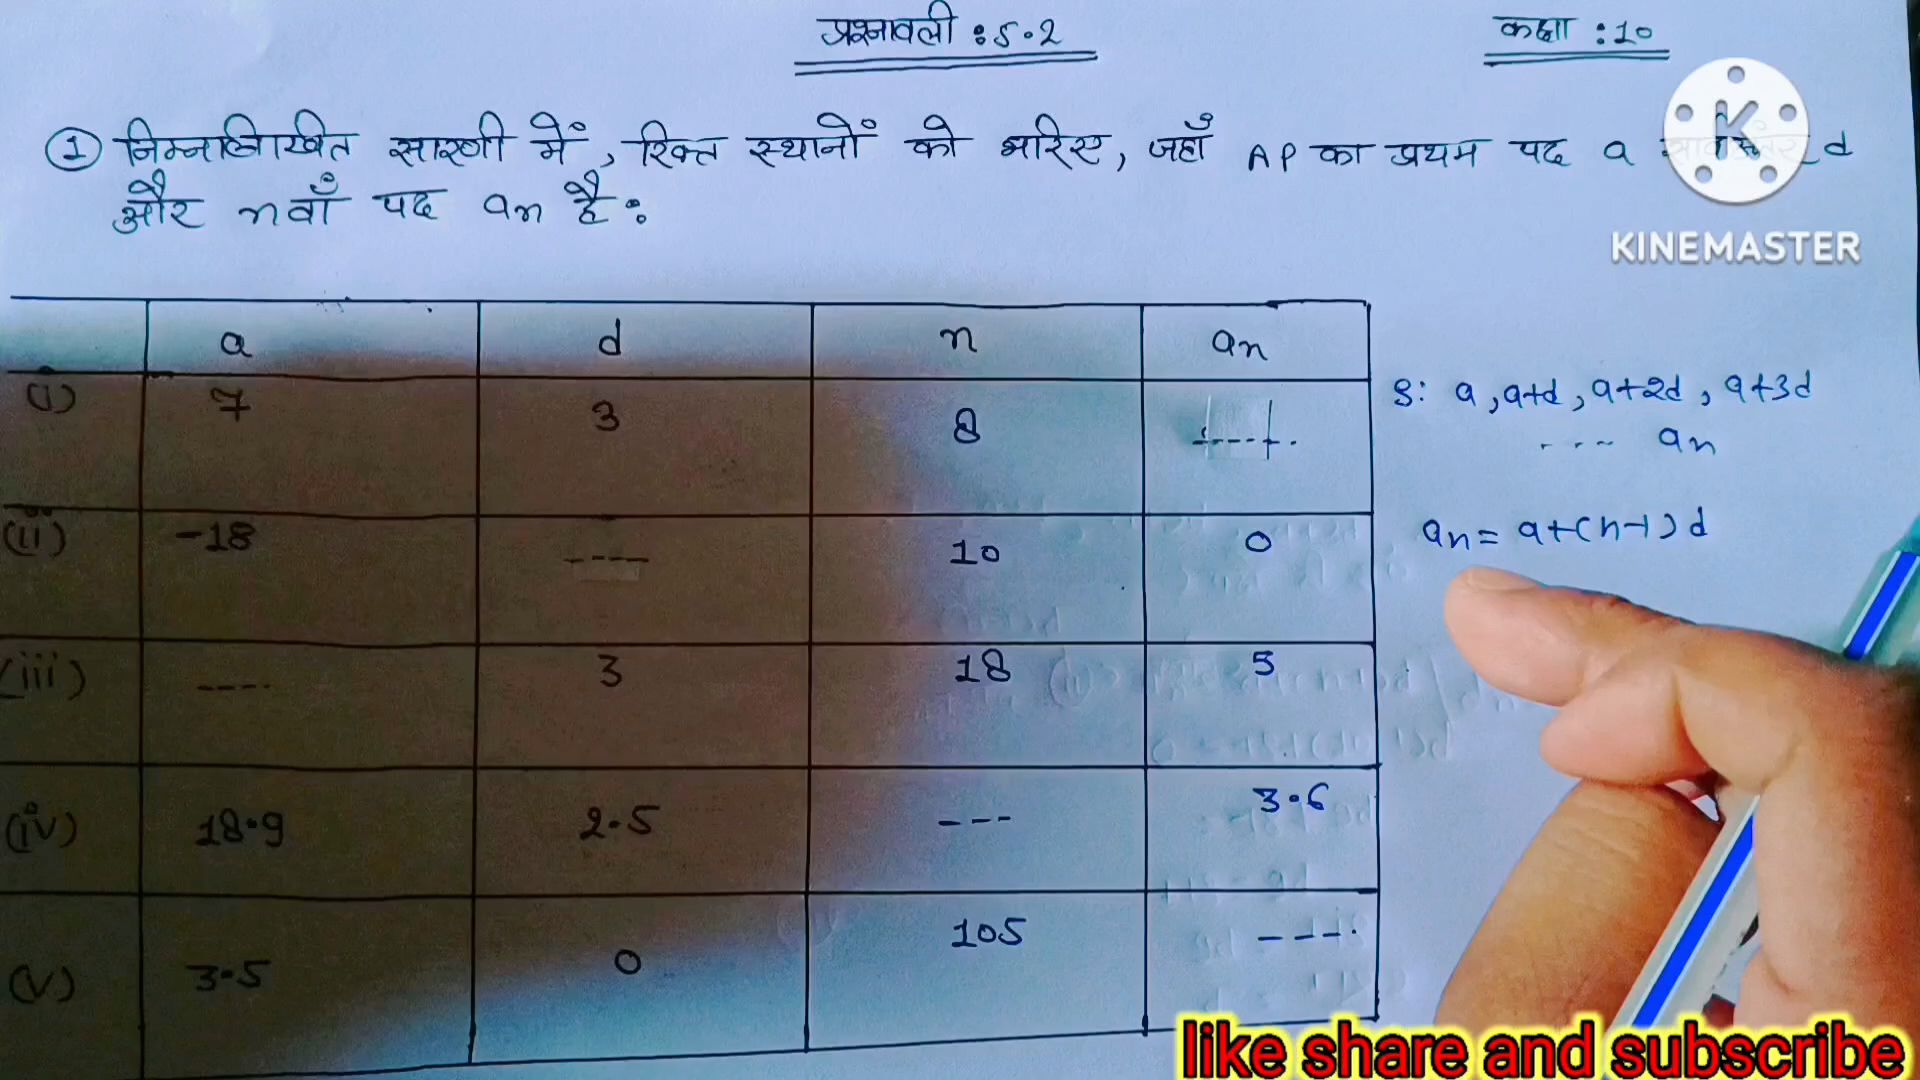 प्रश्नावली : 5.2
कक्षा : 10
① निम्नलिखित सारणी में, रिक्त स्थानों को भरिए, जहाँ AP का प्रथम पद a d
और nवाँ पद an है :
K
KINEMASTER
a d n an
(i) 7 3 8 ----.
(ii) -18 ---- 10 0
(iii) ---- 3 18 5
(iv) 18.9 2.5 --- 3.6
(v) 3.5 0 105 ----
S: a, a+d, a+2d, a+3d
---- an
an = a+(n-1)d
like share and subscribe